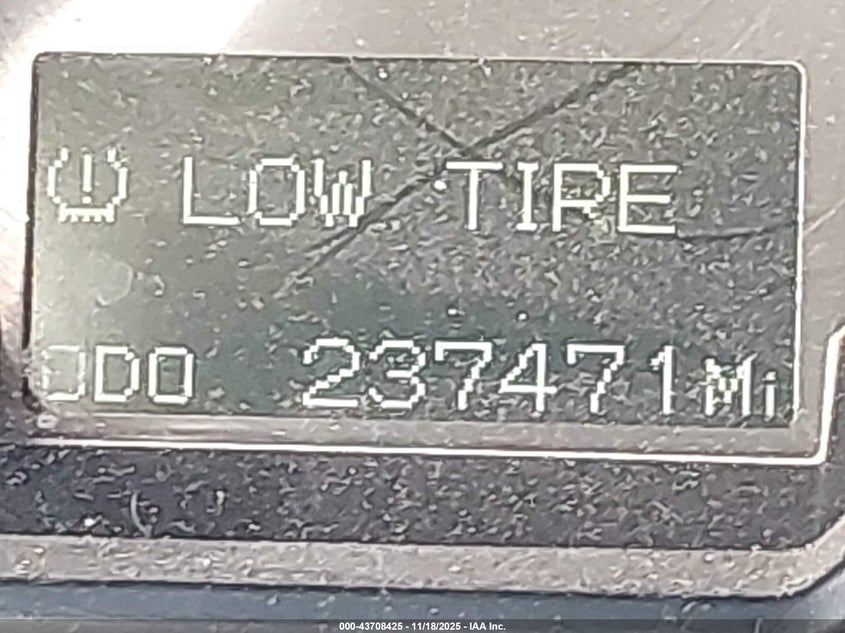 LOW TIRE
ODO 237471Mi
000-43708425 - 11/18/2025 - IAA Inc.